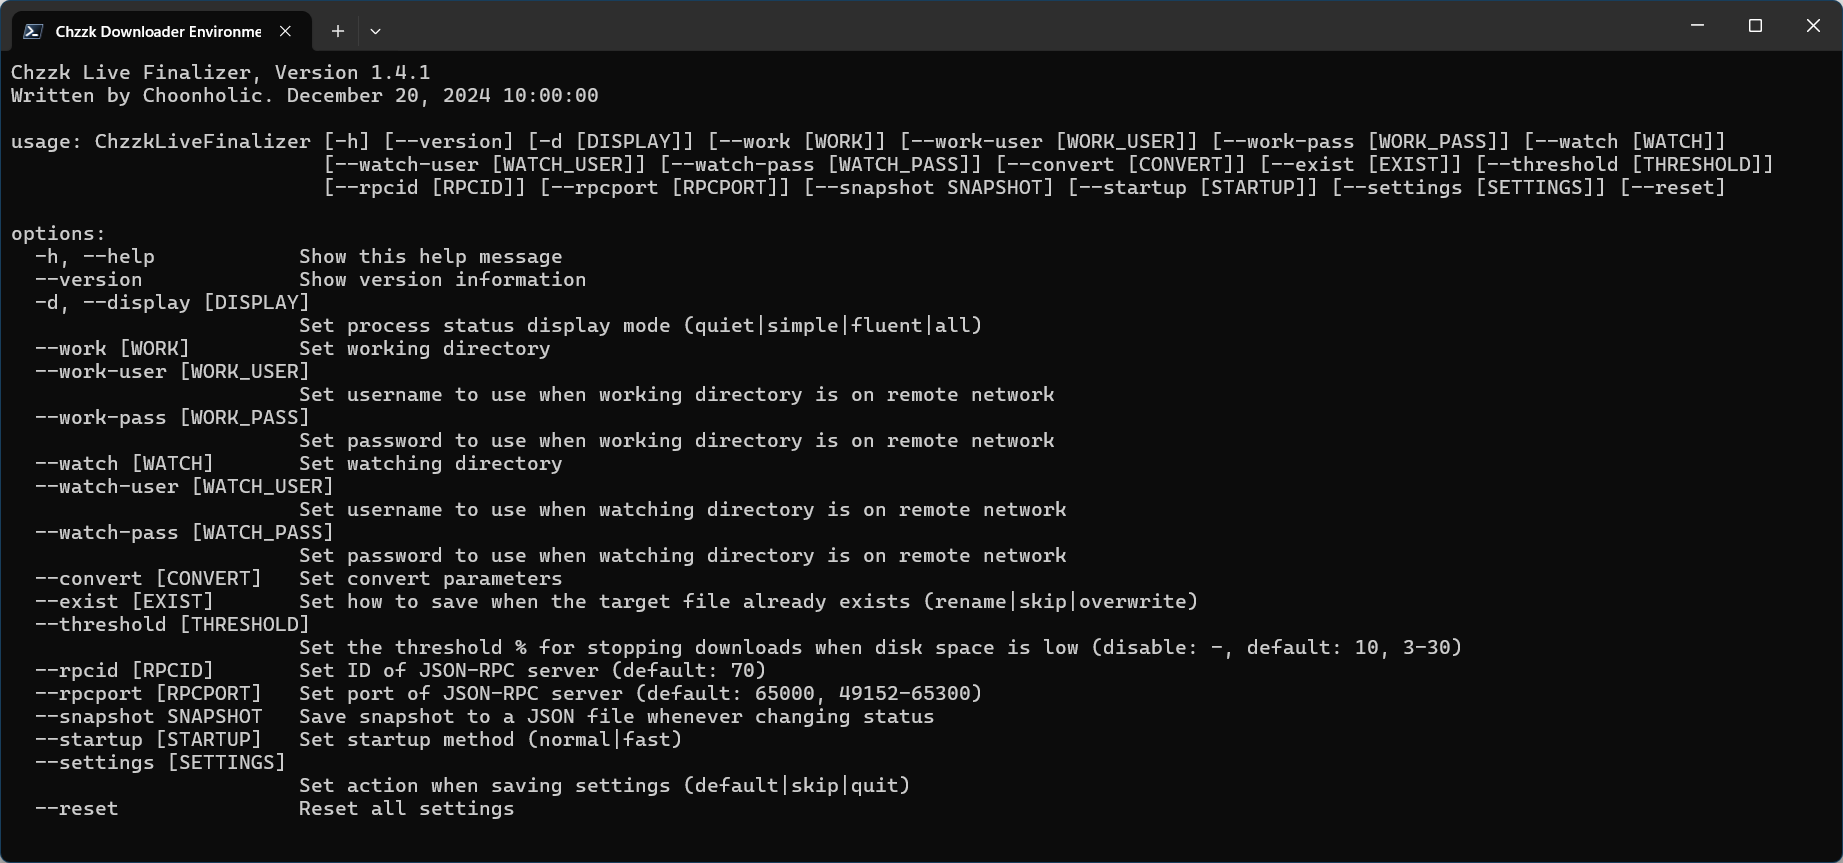 Chzzk Downloader Environme
Chzzk Live Finalizer, Version 1.4.1
Written by Choonholic. December 20, 2024 10:00:00
usage: ChzzkLiveFinalizer [-h] [--version] [-d [DISPLAY]] [--work [WORK]] [--work-user [WORK_USER]] [--work-pass [WORK_PASS]] [--watch [WATCH]]
[--watch-user [WATCH_USER]] [--watch-pass [WATCH_PASS]] [--convert [CONVERT]] [--exist [EXIST]] [--threshold [THRESHOLD]]
[--rpcid [RPCID]] [--rpcport [RPCPORT]] [--snapshot SNAPSHOT] [--startup [STARTUP]] [--settings [SETTINGS]] [--reset]
options:
-h, --help Show this help message
--version Show version information
-d, --display [DISPLAY]
Set process status display mode (quiet|simple|fluent|all)
--work [WORK] Set working directory
--work-user [WORK_USER]
Set username to use when working directory is on remote network
--work-pass [WORK_PASS]
Set password to use when working directory is on remote network
--watch [WATCH] Set watching directory
--watch-user [WATCH_USER]
Set username to use when watching directory is on remote network
--watch-pass [WATCH_PASS]
Set password to use when watching directory is on remote network
--convert [CONVERT] Set convert parameters
--exist [EXIST] Set how to save when the target file already exists (rename|skip|overwrite)
--threshold [THRESHOLD]
Set the threshold % for stopping downloads when disk space is low (disable: -, default: 10, 3-30)
--rpcid [RPCID] Set ID of JSON-RPC server (default: 70)
--rpcport [RPCPORT] Set port of JSON-RPC server (default: 65000, 49152-65300)
--snapshot SNAPSHOT Save snapshot to a JSON file whenever changing status
--startup [STARTUP] Set startup method (normal|fast)
--settings [SETTINGS]
Set action when saving settings (default|skip|quit)
--reset Reset all settings